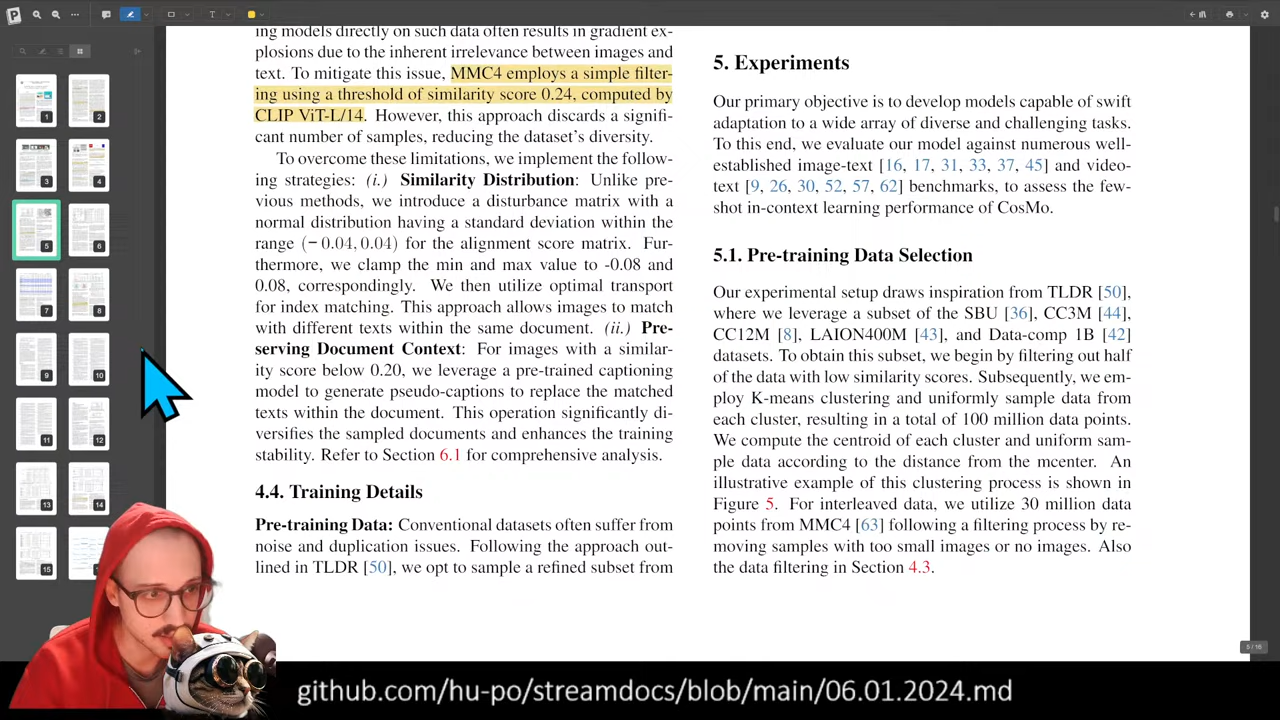 ing models directly on such data often results in gradient ex-
plosions due to the inherent irrelevance between images and
text. To mitigate this issue, MMC4 employs a simple filter-
ing using a threshold of similarity score 0.24, computed by
CLIP ViT-L/14. However, this approach discards a signifi-
cant number of samples, reducing the dataset's diversity.
To overcome these limitations, we implement the follow-
ing strategies: (i.) Similarity Distribution: Unlike pre-
vious methods, we introduce a disturbance matrix with a
normal distribution having a standard deviation within the
range (−0.04, 0.04) for the alignment score matrix. Fur-
thermore, we clamp the min and max value to -0.08 and
0.08, correspondingly. We then utilize optimal transport
for index matching. This approach allows images to match
with different texts within the same document. (ii.) Pre-
serving Document Context: For images with a similar-
ity score below 0.20, we leverage a pre-trained captioning
model to generate pseudo-captions to replace the matched
texts within the document. This operation significantly di-
versifies the sampled documents and enhances the training
stability. Refer to Section 6.1 for comprehensive analysis.
4.4. Training Details
Pre-training Data: Conventional datasets often suffer from
noise and duplication issues. Following the approach out-
lined in TLDR [50], we opt to sample a refined subset from
5. Experiments
Our primary objective is to develop models capable of swift
adaptation to a wide array of diverse and challenging tasks.
To this end, we evaluate our model against numerous well-
established image-text [16, 17, 31, 33, 37, 45] and video-
text [9, 26, 30, 52, 57, 62] benchmarks, to assess the few-
shot in-context learning performance of CosMo.
5.1. Pre-training Data Selection
Our experimental setup draws inspiration from TLDR [50],
where we leverage a subset of the SBU [36], CC3M [44],
CC12M [8], LAION400M [43], and Data-comp 1B [42]
datasets. To obtain this subset, we begin by filtering out half
of the data with low similarity scores. Subsequently, we em-
ploy K-means clustering and uniformly sample data from
each cluster, resulting in a total of 100 million data points.
We compute the centroid of each cluster and uniform sam-
ple data according to the distance from the mcenter. An
illustrative example of this clustering process is shown in
Figure 5. For interleaved data, we utilize 30 million data
points from MMC4 [63] following a filtering process by re-
moving samples with too small images or no images. Also
the data filtering in Section 4.3.
1
2
3
4
5
6
7
8
9
10
11
12
13
14
15
5 / 16
github.com/hu-po/streamdocs/blob/main/06.01.2024.md